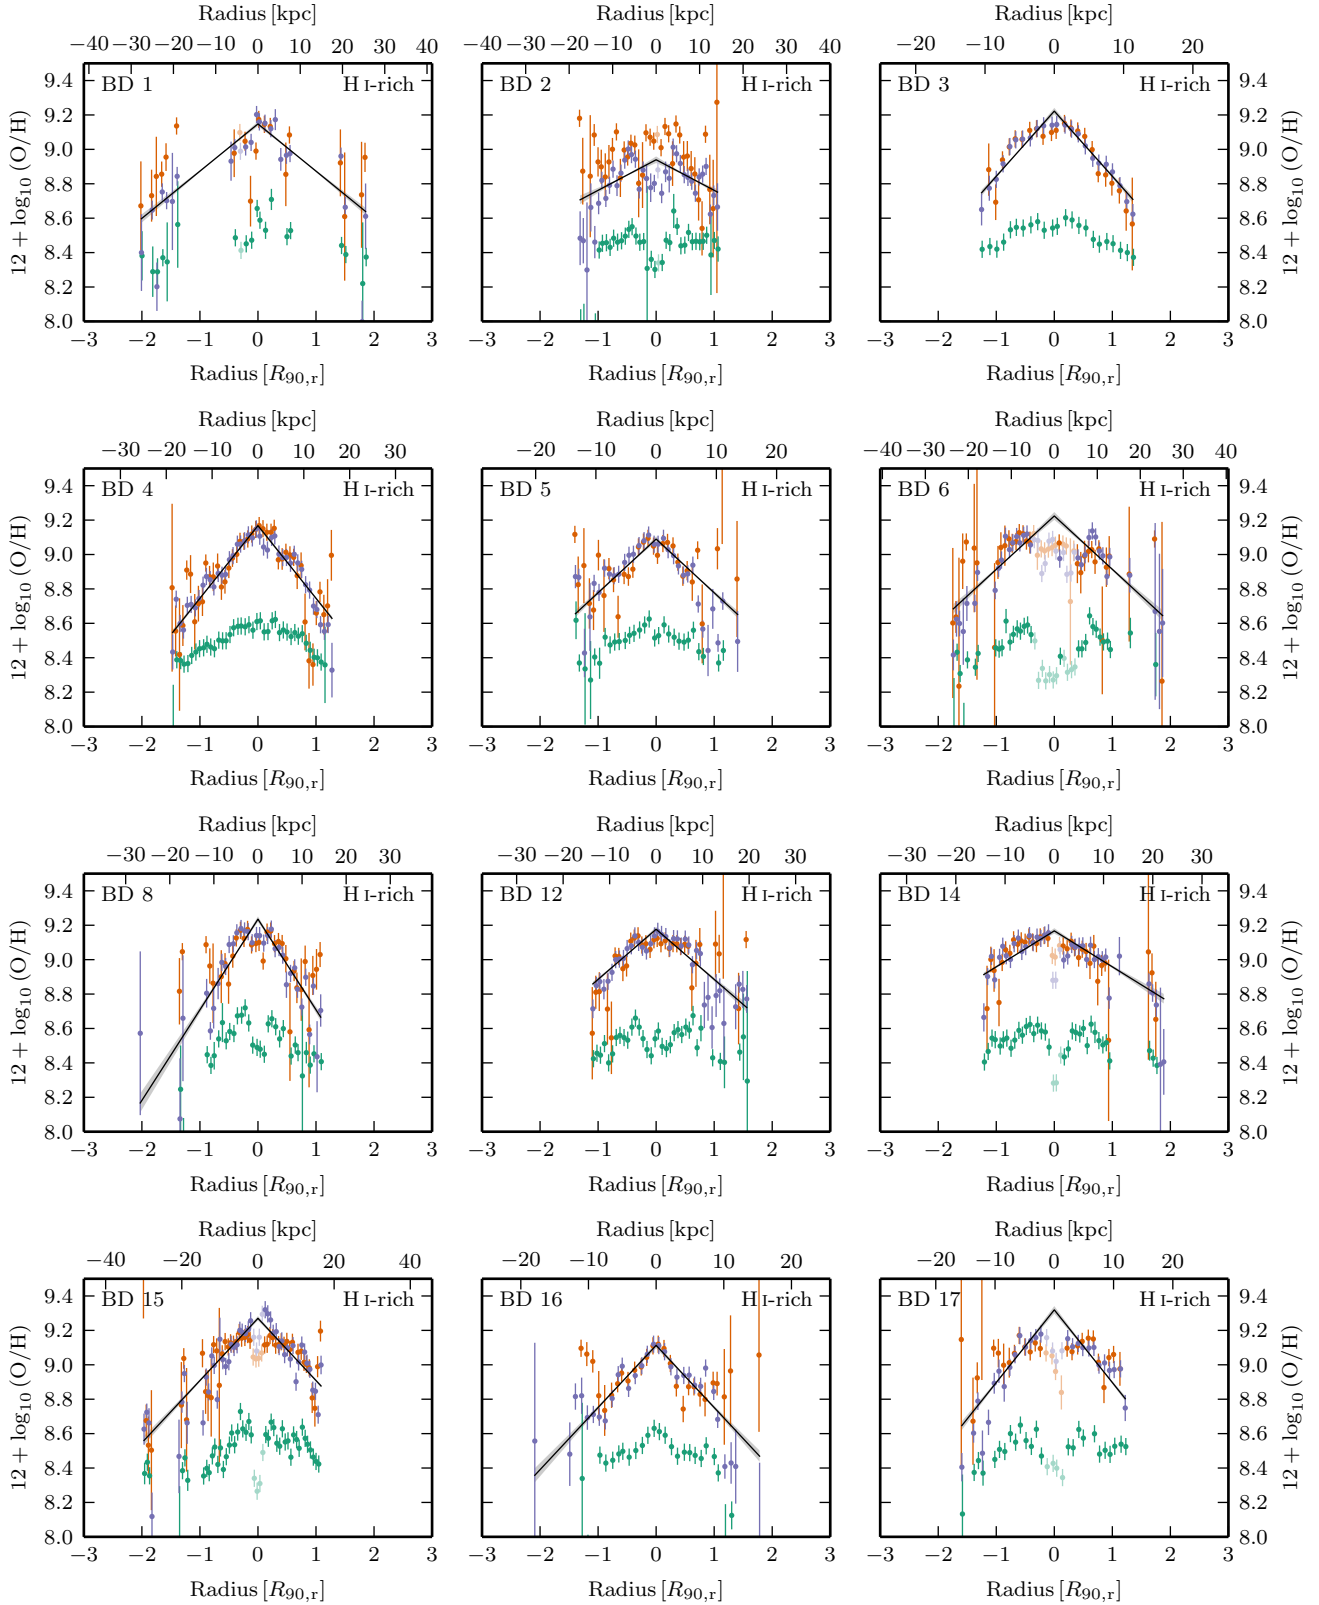 Radius [kpc] Radius [kpc] Radius [kpc]
−40 −30 −20 −10 0 10 20 30 40 −40 −30 −20 −10 0 10 20 30 40 −20 −10 0 10 20
BD 1 H I-rich BD 2 H I-rich BD 3 H I-rich
12 + log10 (O/H) 9.4 9.2 9.0 8.8 8.6 8.4 8.2 8.0
9.4 9.2 9.0 8.8 8.6 8.4 8.2 8.0 12 + log10 (O/H)
−3 −2 −1 0 1 2 3 −3 −2 −1 0 1 2 3 −3 −2 −1 0 1 2 3
Radius [R90,r] Radius [R90,r] Radius [R90,r]
Radius [kpc] Radius [kpc] Radius [kpc]
−30 −20 −10 0 10 20 30 −20 −10 0 10 20 −40 −30 −20 −10 0 10 20 30 40
BD 4 H I-rich BD 5 H I-rich BD 6 H I-rich
12 + log10 (O/H) 9.4 9.2 9.0 8.8 8.6 8.4 8.2 8.0
9.4 9.2 9.0 8.8 8.6 8.4 8.2 8.0 12 + log10 (O/H)
−3 −2 −1 0 1 2 3 −3 −2 −1 0 1 2 3 −3 −2 −1 0 1 2 3
Radius [R90,r] Radius [R90,r] Radius [R90,r]
Radius [kpc] Radius [kpc] Radius [kpc]
−30 −20 −10 0 10 20 30 −30 −20 −10 0 10 20 30 −30 −20 −10 0 10 20 30
BD 8 H I-rich BD 12 H I-rich BD 14 H I-rich
12 + log10 (O/H) 9.4 9.2 9.0 8.8 8.6 8.4 8.2 8.0
9.4 9.2 9.0 8.8 8.6 8.4 8.2 8.0 12 + log10 (O/H)
−3 −2 −1 0 1 2 3 −3 −2 −1 0 1 2 3 −3 −2 −1 0 1 2 3
Radius [R90,r] Radius [R90,r] Radius [R90,r]
Radius [kpc] Radius [kpc] Radius [kpc]
−40 −20 0 20 40 −20 −10 0 10 20 −20 −10 0 10 20
BD 15 H I-rich BD 16 H I-rich BD 17 H I-rich
12 + log10 (O/H) 9.4 9.2 9.0 8.8 8.6 8.4 8.2 8.0
9.4 9.2 9.0 8.8 8.6 8.4 8.2 8.0 12 + log10 (O/H)
−3 −2 −1 0 1 2 3 −3 −2 −1 0 1 2 3 −3 −2 −1 0 1 2 3
Radius [R90,r] Radius [R90,r] Radius [R90,r]